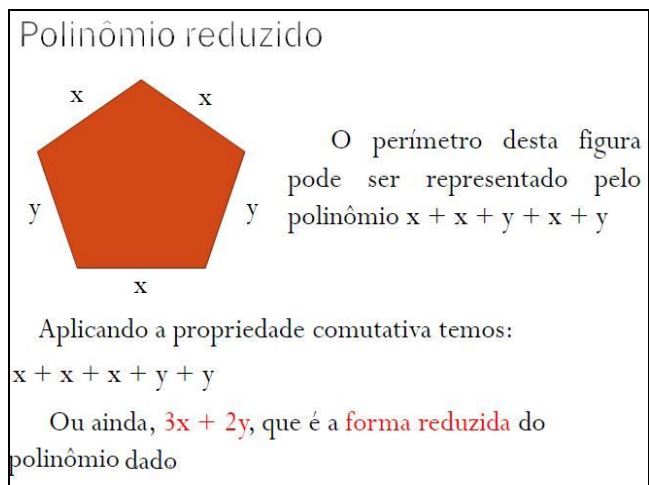 Polinômio reduzido
x
x
O perímetro desta figura
pode ser representado pelo
polinômio x + x + y + x + y
y
y
x
Aplicando a propriedade comutativa temos:
x + x + x + y + y
Ou ainda, 3x + 2y, que é a forma reduzida do
polinômio dado